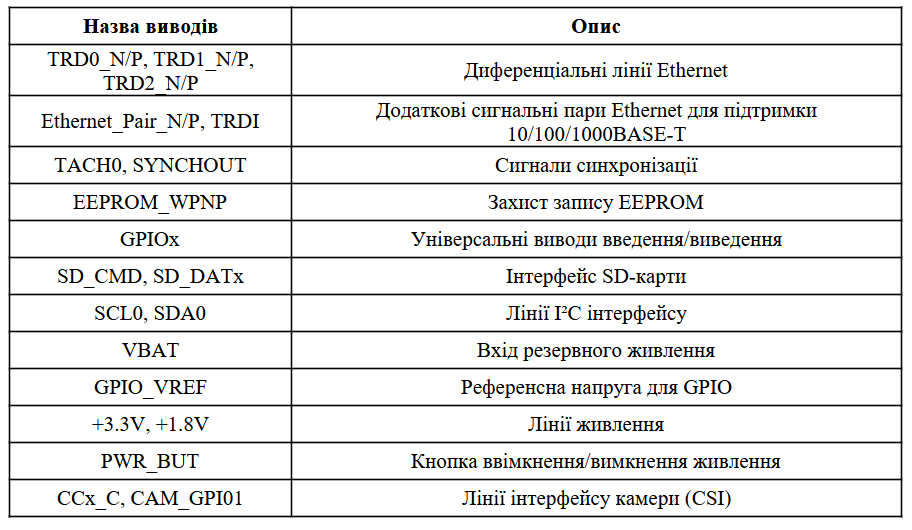 Назва виводів
Опис
TRD0_N/P, TRD1_N/P,
TRD2_N/P
Диференціальні лінії Ethernet
Ethernet_Pair_N/P, TRDI
Додаткові сигнальні пари Ethernet для підтримки
10/100/1000BASE-T
TACH0, SYNCHOUT
Сигнали синхронізації
EEPROM_WPNP
Захист запису EEPROM
GPIOx
Універсальні виводи введення/виведення
SD_CMD, SD_DATx
Інтерфейс SD-карти
SCL0, SDA0
Лінії I²C інтерфейсу
VBAT
Вхід резервного живлення
GPIO_VREF
Референсна напруга для GPIO
+3.3V, +1.8V
Лінії живлення
PWR_BUT
Кнопка ввімкнення/вимкнення живлення
CCx_C, CAM_GPI01
Лінії інтерфейсу камери (CSI)